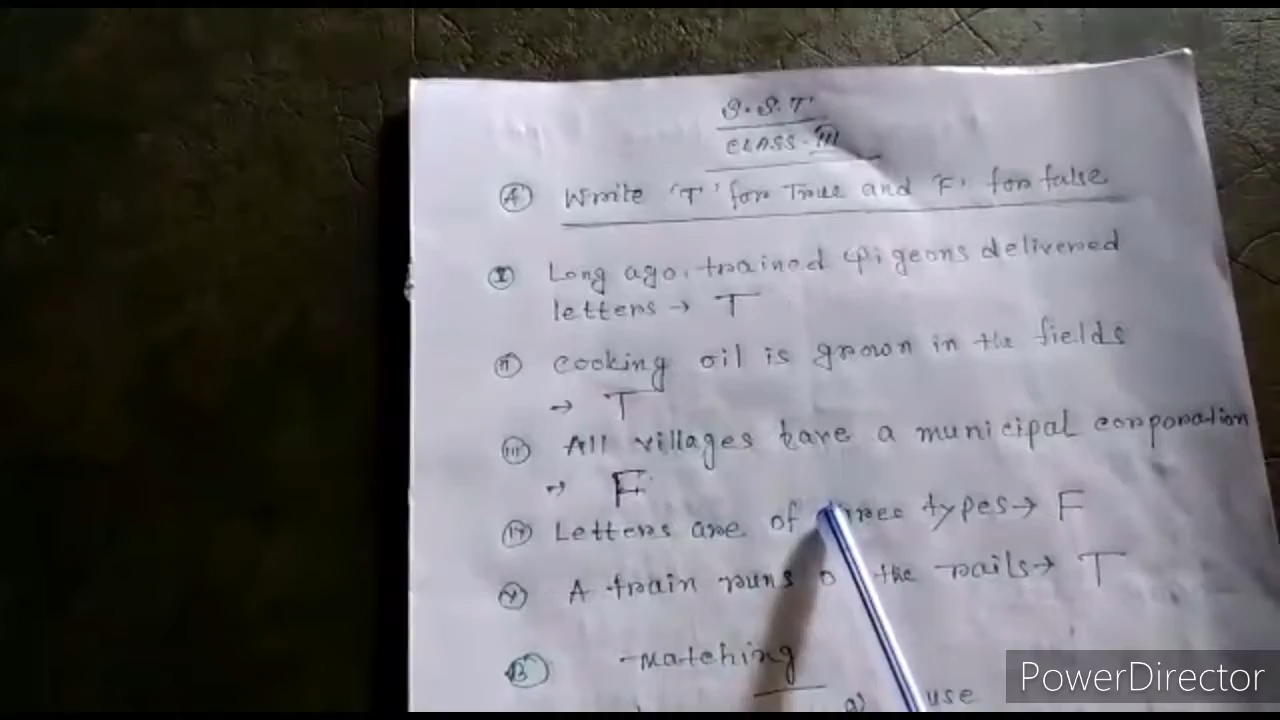 S.S.T
CLASS-III
A Write 'T' for True and 'F' for false
I Long ago, trained pigeons delivered
letters → T
II Cooking oil is grown in the fields
→ T
III All villages have a municipal corporation
→ F
IV Letters are of three types → F
V A train runs the rails → T
B Matching
a) use
PowerDirector